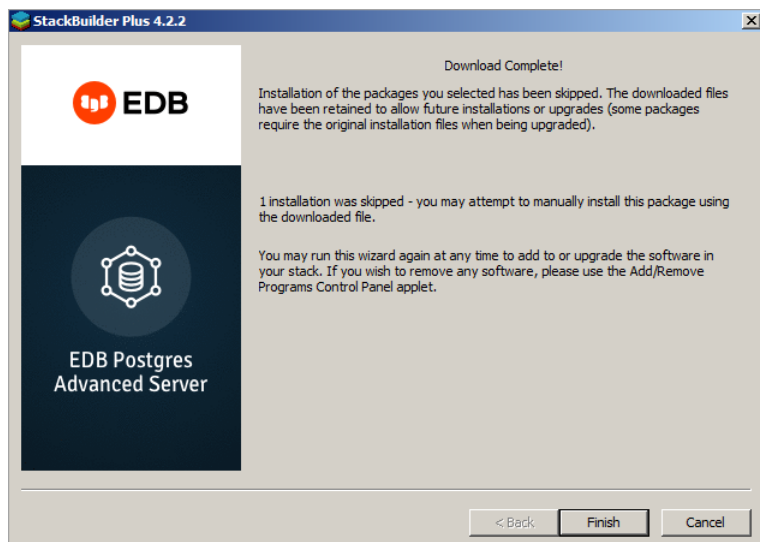 StackBuilder Plus 4.2.2
EDB
EDB Postgres
Advanced Server
Download Complete!
Installation of the packages you selected has been skipped. The downloaded files
have been retained to allow future installations or upgrades (some packages
require the original installation files when being upgraded).
1 installation was skipped - you may attempt to manually install this package using
the downloaded file.
You may run this wizard again at any time to add to or upgrade the software in
your stack. If you wish to remove any software, please use the Add/Remove
Programs Control Panel applet.
< Back
Finish
Cancel